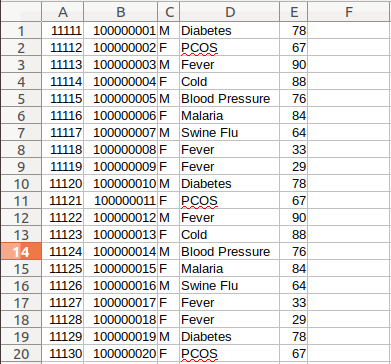 A B C D E F
1 11111 100000001 M Diabetes 78
2 11112 100000002 F PCOS 67
3 11113 100000003 M Fever 90
4 11114 100000004 F Cold 88
5 11115 100000005 M Blood Pressure 76
6 11116 100000006 F Malaria 84
7 11117 100000007 M Swine Flu 64
8 11118 100000008 F Fever 33
9 11119 100000009 F Fever 29
10 11120 100000010 M Diabetes 78
11 11121 100000011 F PCOS 67
12 11122 100000012 M Fever 90
13 11123 100000013 F Cold 88
14 11124 100000014 M Blood Pressure 76
15 11125 100000015 F Malaria 84
16 11126 100000016 M Swine Flu 64
17 11127 100000017 F Fever 33
18 11128 100000018 F Fever 29
19 11129 100000019 M Diabetes 78
20 11130 100000020 F PCOS 67